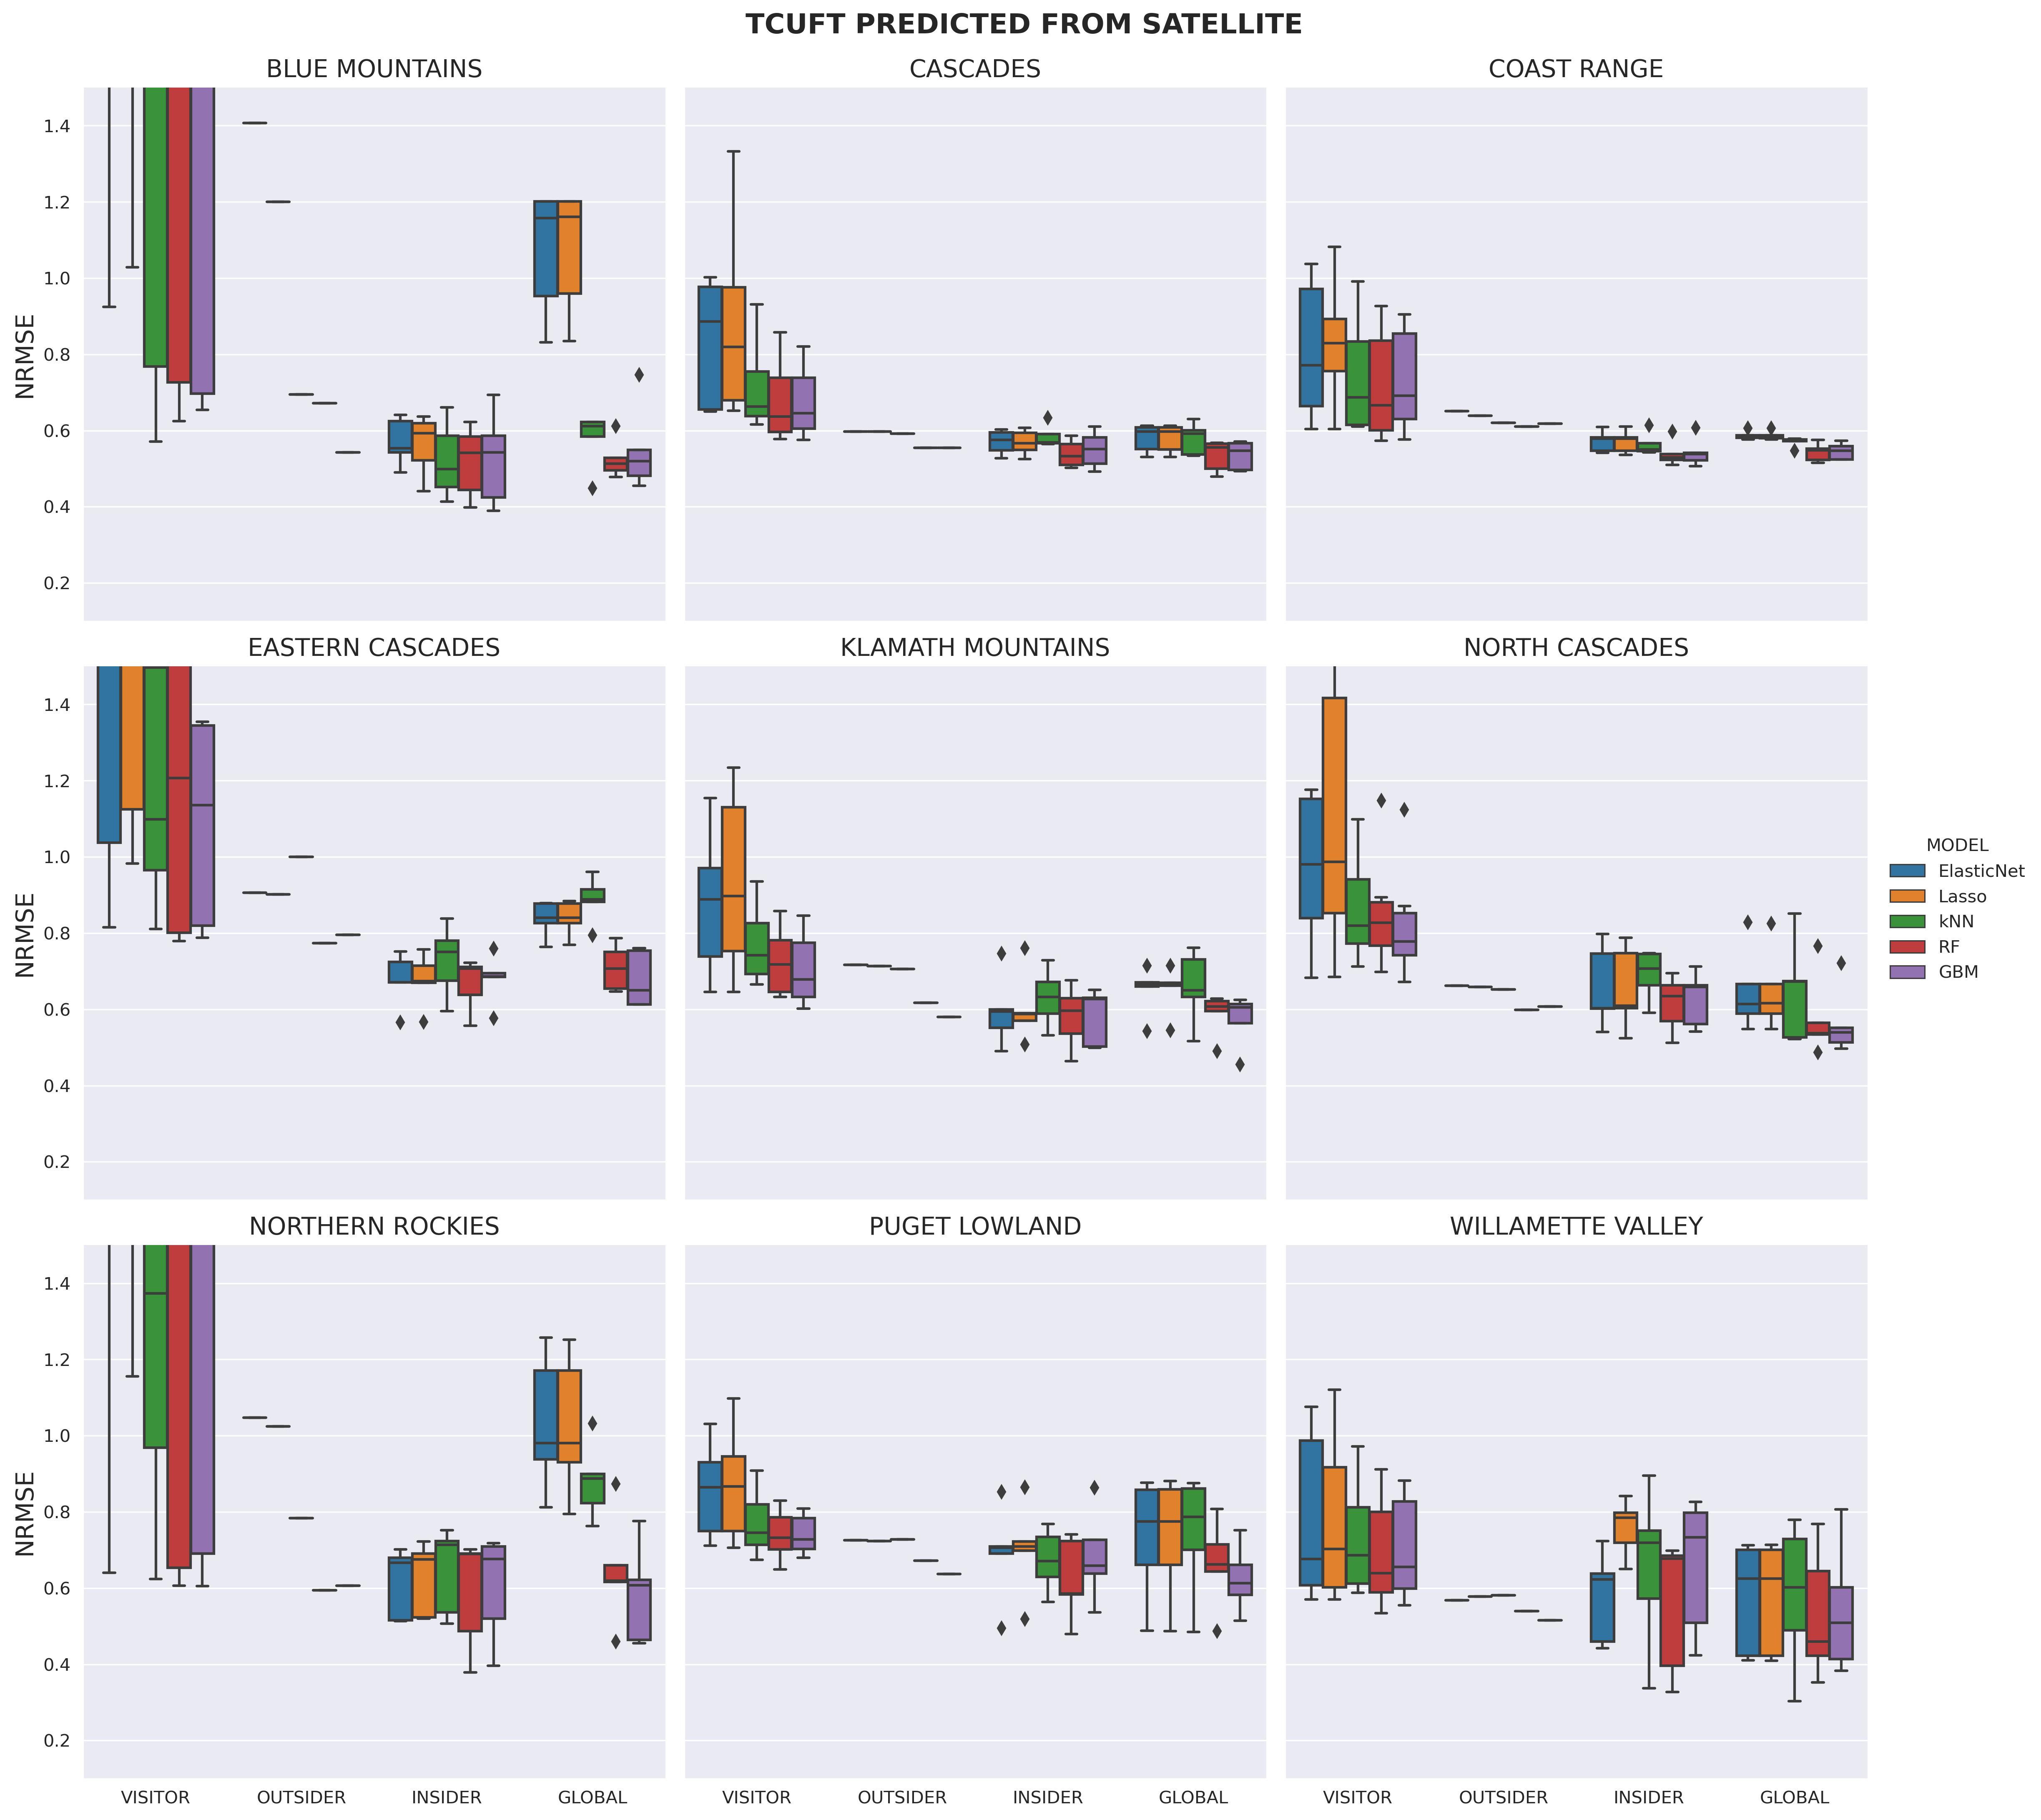 TCUFT PREDICTED FROM SATELLITE
BLUE MOUNTAINS
CASCADES
COAST RANGE
NRMSE
1.4
1.2
1.0
0.8
0.6
0.4
0.2
EASTERN CASCADES
KLAMATH MOUNTAINS
NORTH CASCADES
NRMSE
1.4
1.2
1.0
0.8
0.6
0.4
0.2
MODEL
ElasticNet
Lasso
kNN
RF
GBM
NORTHERN ROCKIES
PUGET LOWLAND
WILLAMETTE VALLEY
NRMSE
1.4
1.2
1.0
0.8
0.6
0.4
0.2
VISITOR OUTSIDER INSIDER GLOBAL
VISITOR OUTSIDER INSIDER GLOBAL
VISITOR OUTSIDER INSIDER GLOBAL